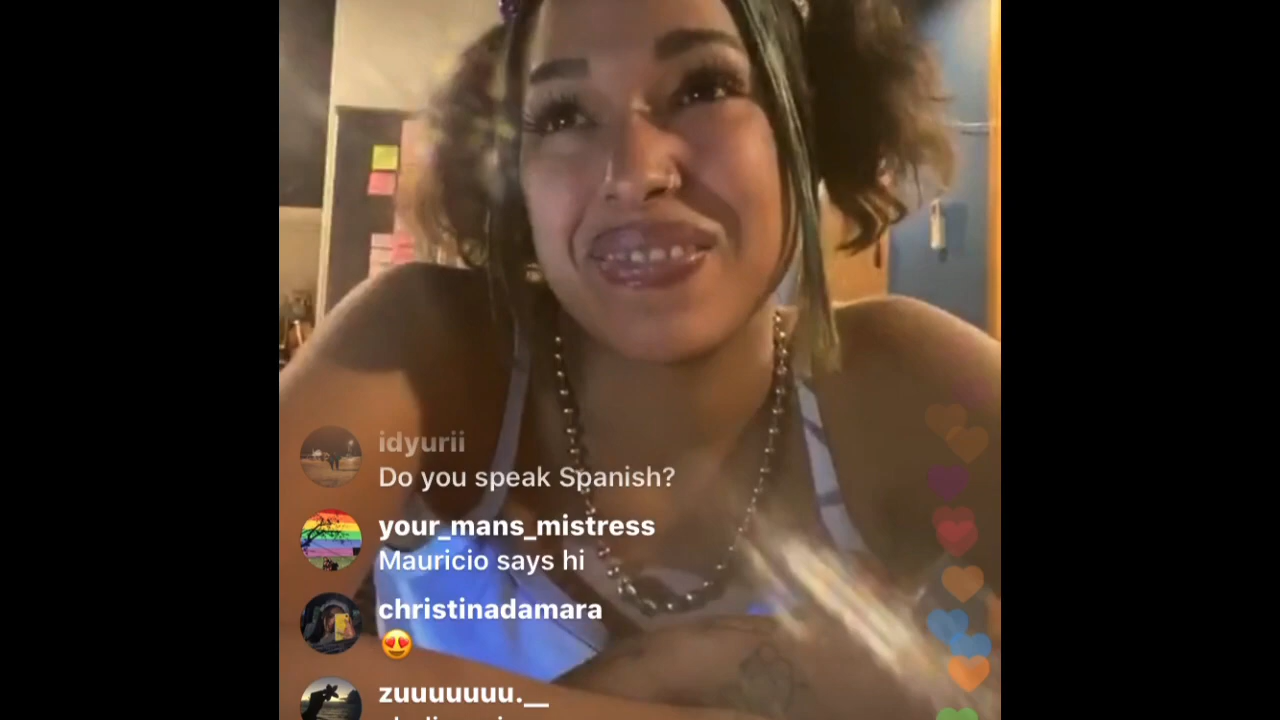 idyurii
Do you speak Spanish?
your_mans_mistress
Mauricio says hi
christinadamara
😍
zuuuuuuu.__